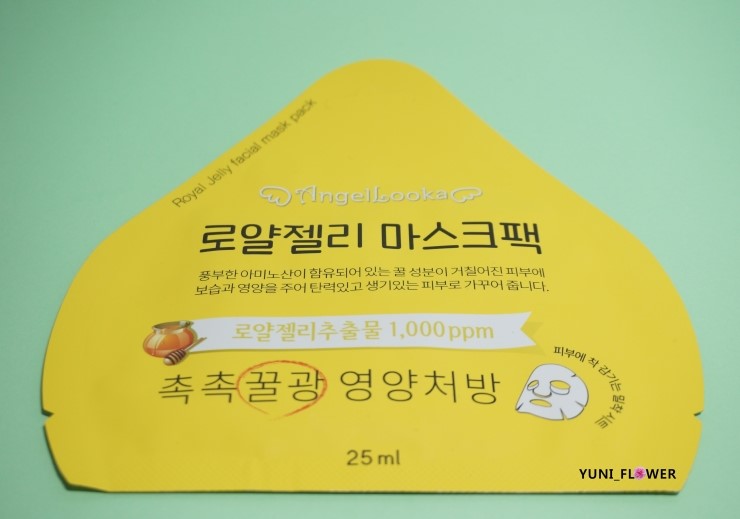 Royal Jelly facial mask pack
AngelLooka
로얄젤리 마스크팩
풍부한 아미노산이 함유되어 있는 꿀 성분이 거칠어진 피부에
보습과 영양을 주어 탄력있고 생기있는 피부로 가꾸어 줍니다.
로얄젤리추출물 1,000ppm
촉촉꿀광 영양처방
피부에 착 감기는 밀착시트
25 ml
YUNI_FLOWER